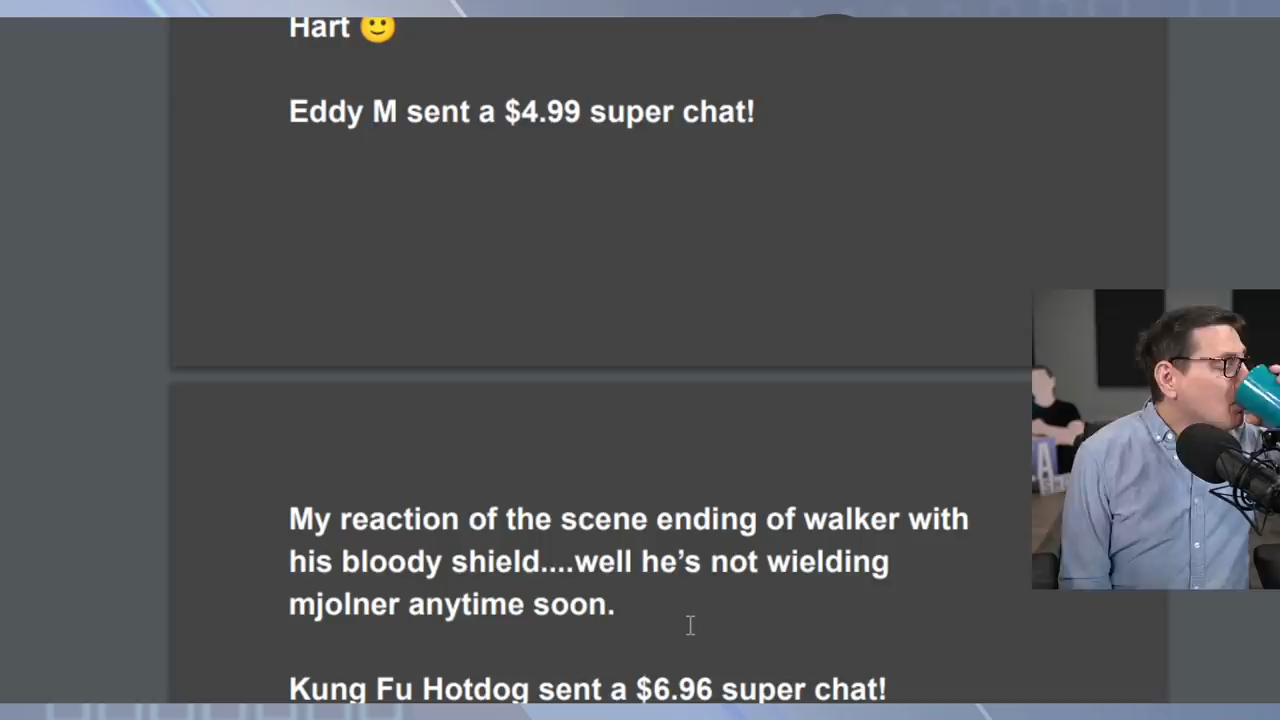 Hart 🙂
Eddy M sent a $4.99 super chat!
My reaction of the scene ending of walker with
his bloody shield....well he’s not wielding
mjolner anytime soon.
Kung Fu Hotdog sent a $6.96 super chat!